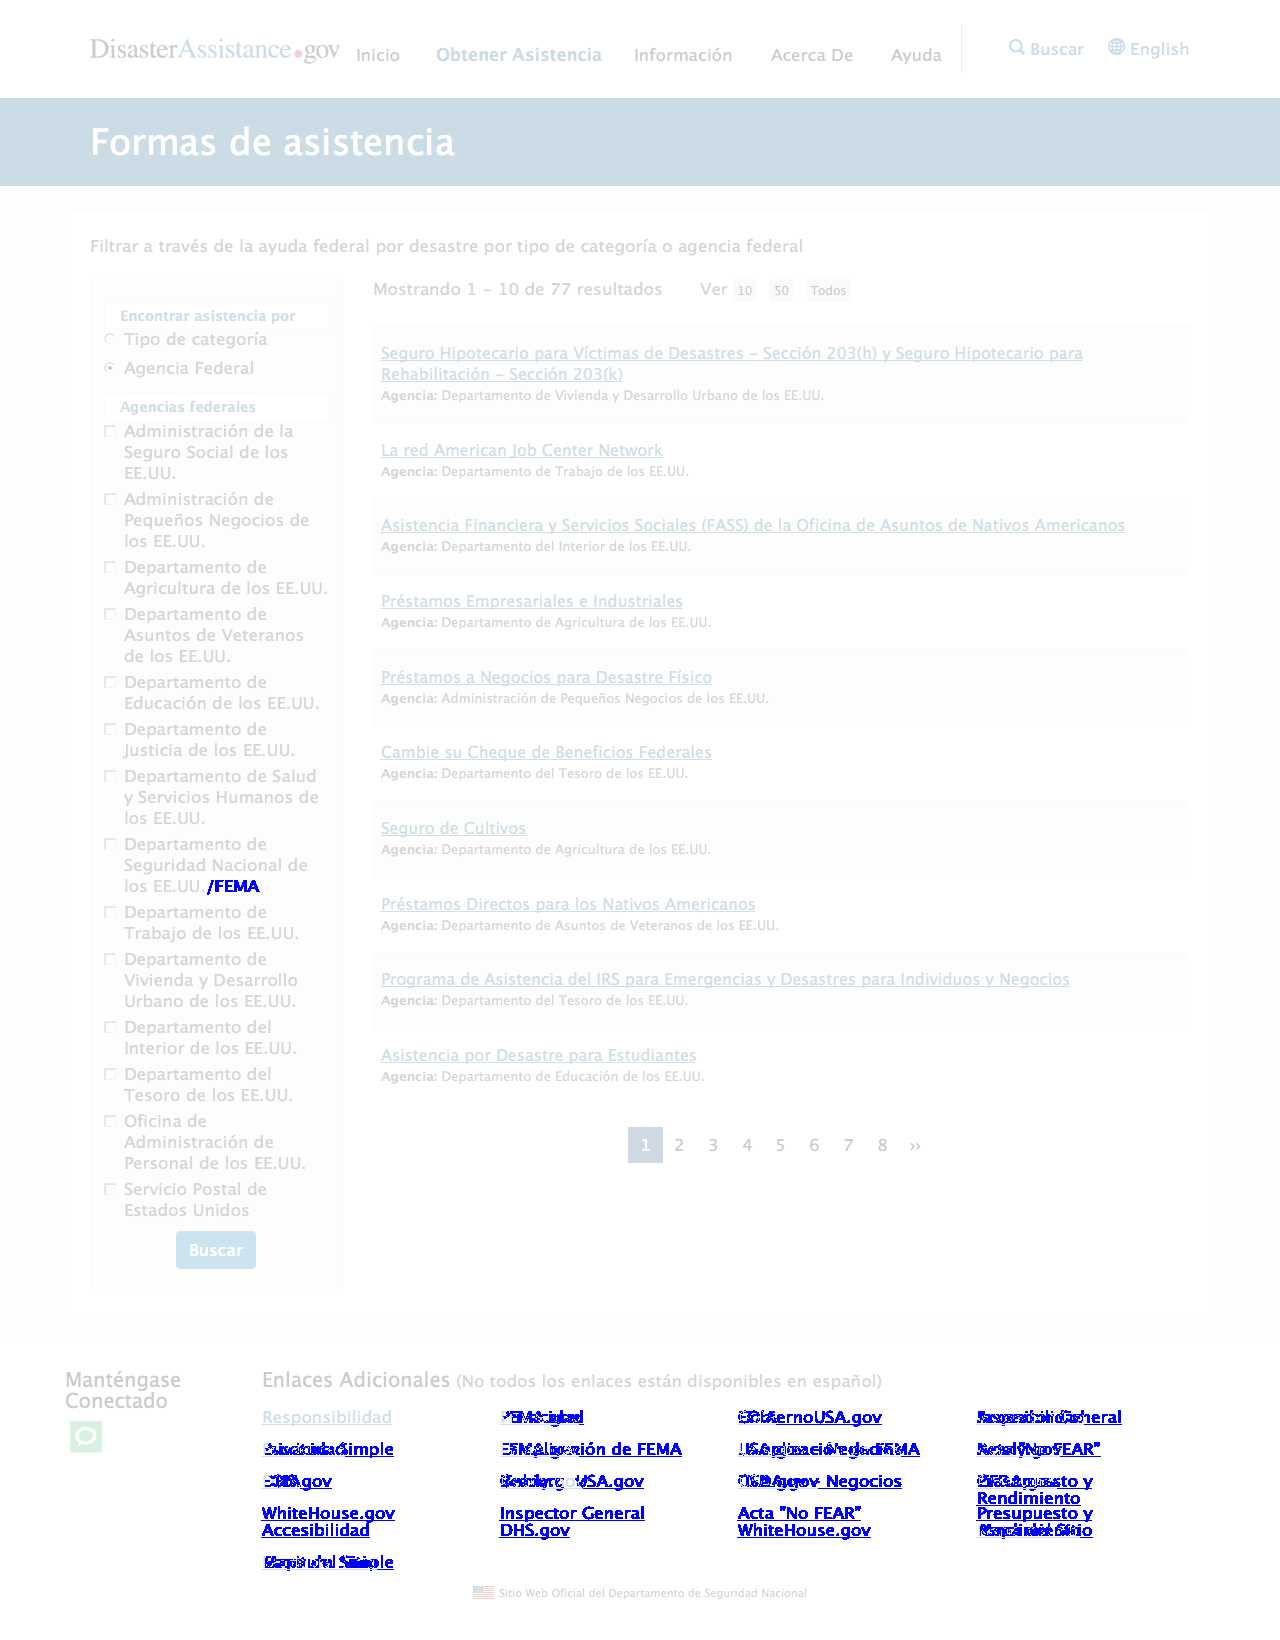 DisasterAssistance.gov Inicio Obtener Asistencia Información Acerca De Ayuda Buscar English
Formas de asistencia
Filtrar a través de la ayuda federal por desastre por tipo de categoría o agencia federal
Encontrar asistencia por
Tipo de categoría
Agencia Federal
Agencias federales
Administración de la
Seguro Social de los
EE.UU.
Administración de
Pequeños Negocios de
los EE.UU.
Departamento de
Agricultura de los EE.UU.
Departamento de
Asuntos de Veteranos
de los EE.UU.
Departamento de
Educación de los EE.UU.
Departamento de
Justicia de los EE.UU.
Departamento de Salud
y Servicios Humanos de
los EE.UU.
Departamento de
Seguridad Nacional de
los EE.UU./FEMA
Departamento de
Trabajo de los EE.UU.
Departamento de
Vivienda y Desarrollo
Urbano de los EE.UU.
Departamento del
Interior de los EE.UU.
Departamento del
Tesoro de los EE.UU.
Oficina de
Administración de
Personal de los EE.UU.
Servicio Postal de
Estados Unidos
Buscar
Mostrando 1 - 10 de 77 resultados Ver 10 50 Todos
Seguro Hipotecario para Víctimas de Desastres - Sección 203(h) y Seguro Hipotecario para
Rehabilitación - Sección 203(k)
Agencia: Departamento de Vivienda y Desarrollo Urbano de los EE.UU.
La red American Job Center Network
Agencia: Departamento de Trabajo de los EE.UU.
Asistencia Financiera y Servicios Sociales (FASS) de la Oficina de Asuntos de Nativos Americanos
Agencia: Departamento del Interior de los EE.UU.
Préstamos Empresariales e Industriales
Agencia: Departamento de Agricultura de los EE.UU.
Préstamos a Negocios para Desastre Físico
Agencia: Administración de Pequeños Negocios de los EE.UU.
Cambie su Cheque de Beneficios Federales
Agencia: Departamento del Tesoro de los EE.UU.
Seguro de Cultivos
Agencia: Departamento de Agricultura de los EE.UU.
Préstamos Directos para los Nativos Americanos
Agencia: Departamento de Asuntos de Veteranos de los EE.UU.
Programa de Asistencia del IRS para Emergencias y Desastres para Individuos y Negocios
Agencia: Departamento del Tesoro de los EE.UU.
Asistencia por Desastre para Estudiantes
Agencia: Departamento de Educación de los EE.UU.
1 2 3 4 5 6 7 8 ››
Manténgase
Conectado
Enlaces Adicionales (No todos los enlaces están disponibles en español)
Responsibilidad
de FEMA
Negocios
Presupuesto y
Rendimiento
WhiteHouse.gov Inspector General Acta "No FEAR" Presupuesto y
Accesibilidad DHS.gov WhiteHouse.gov
Sitio Web Oficial del Departamento de Seguridad Nacional